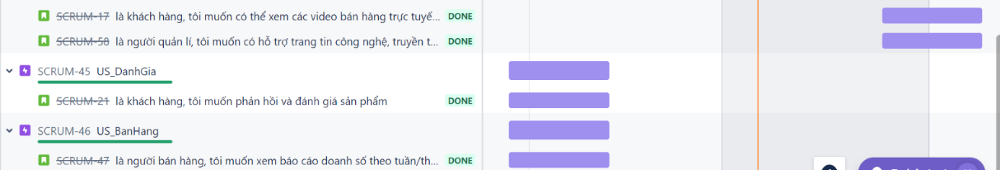 SCRUM-17 là khách hàng, tôi muốn có thể xem các video bán hàng trực tuyế... DONE
SCRUM-58 là người quản lí, tôi muốn có hỗ trợ trang tin công nghệ, truyền t... DONE
SCRUM-45 US_DanhGia
SCRUM-21 là khách hàng, tôi muốn phản hồi và đánh giá sản phẩm DONE
SCRUM-46 US_BanHang
SCRUM-47 là người bán hàng, tôi muốn xem báo cáo doanh số theo tuần/th... DONE